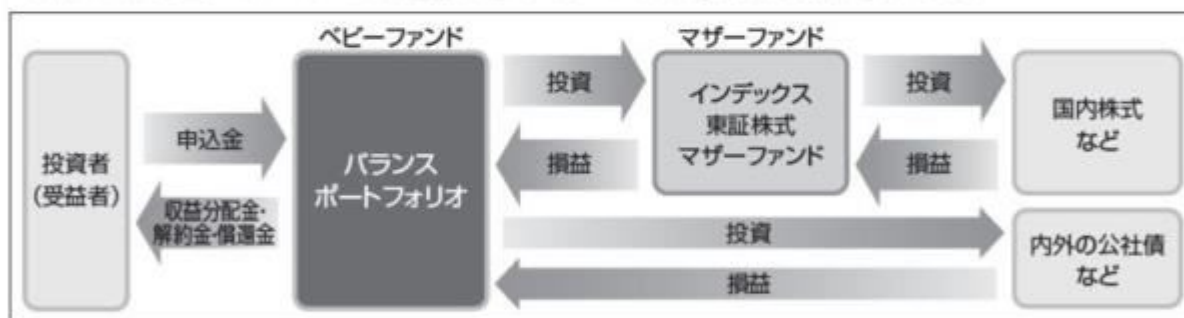 ベビーファンド
マザーファンド
投資者
(受益者)
申込金
収益分配金・
解約金・償還金
バランス
ポートフォリオ
投資
損益
インデックス
東証株式
マザーファンド
投資
損益
国内株式
など
投資
損益
内外の公社債
など